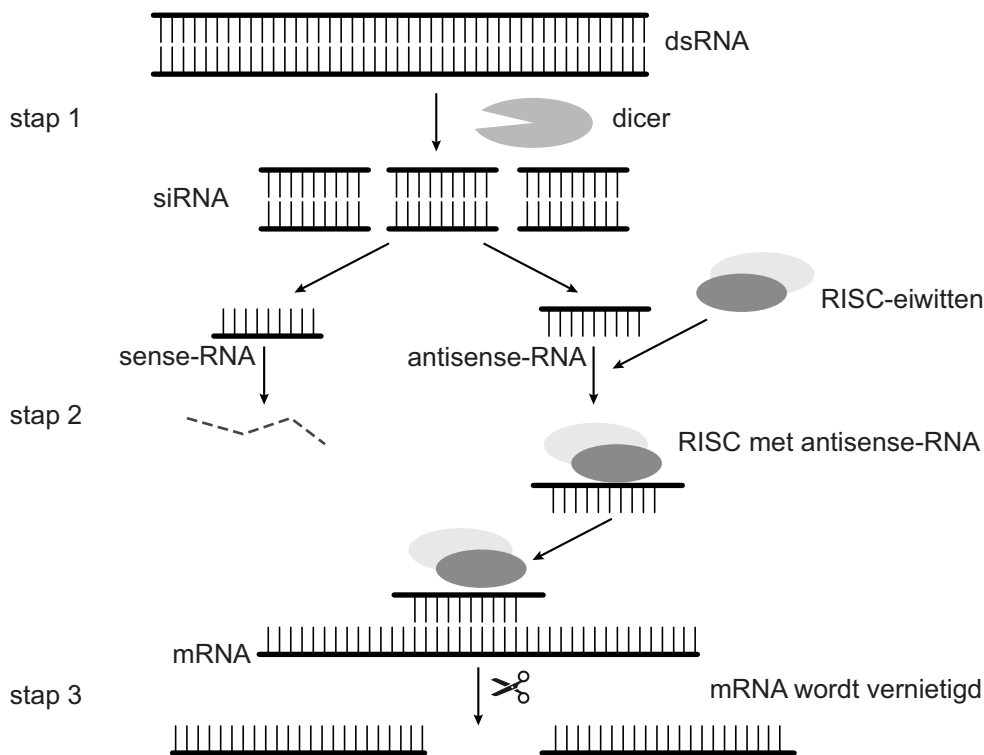 dsRNA
stap 1
dicer
siRNA
RISC-eiwitten
sense-RNA
antisense-RNA
stap 2
RISC met antisense-RNA
mRNA
stap 3
mRNA wordt vernietigd